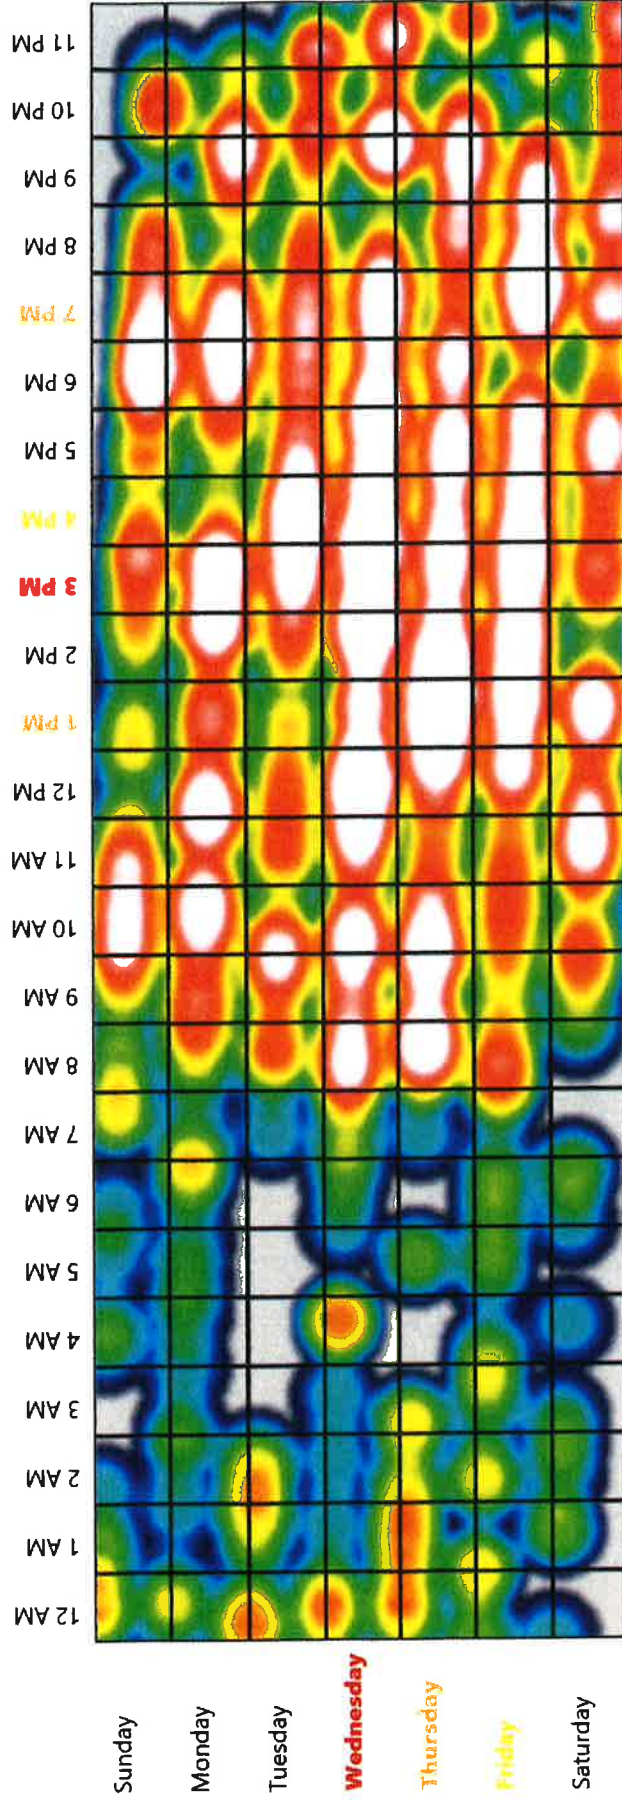 Sunday
Monday
Tuesday
Wednesday
Thursday
Friday
Saturday
12 AM
1 AM
2 AM
3 AM
4 AM
5 AM
6 AM
7 AM
8 AM
9 AM
10 AM
11 AM
12 PM
1 PM
2 PM
3 PM
4 PM
5 PM
6 PM
7 PM
8 PM
9 PM
10 PM
11 PM